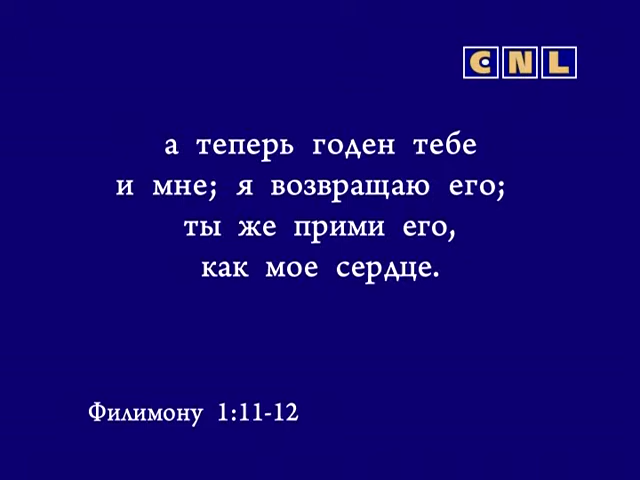 CNL
а теперь годен тебе
и мне; я возвращаю его;
ты же прими его,
как мое сердце.
Филимону 1:11-12